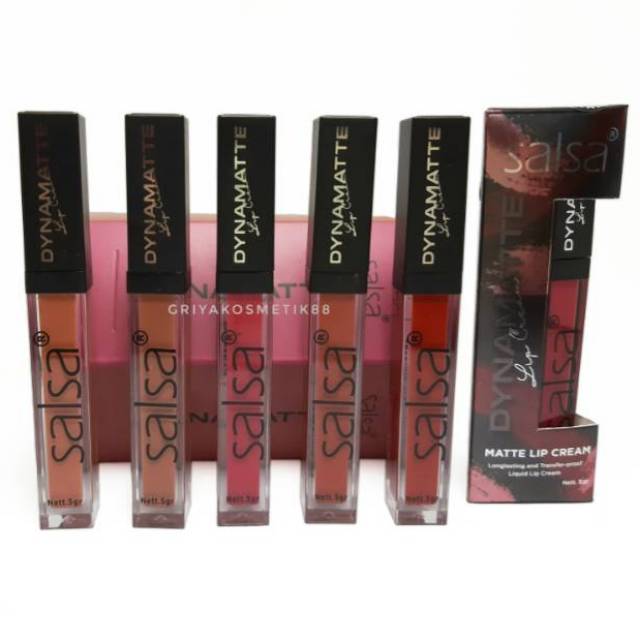 DYNAMATTE
Lip Cream
salsa®
Nett. 5gr
DYNAMATTE
Lip Cream
salsa®
Nett. 5gr
DYNAMATTE
Lip Cream
salsa®
Nett. 5gr
DYNAMATTE
Lip Cream
salsa®
Nett. 5gr
DYNAMATTE
Lip Cream
salsa®
Nett. 5gr
GRIYAKOSMETIK88
salsa®
DYNAMATTE
Lip Cream
salsa
MATTE LIP CREAM
Longlasting and Transfer-proof
Liquid Lip Cream
Nett. 5gr